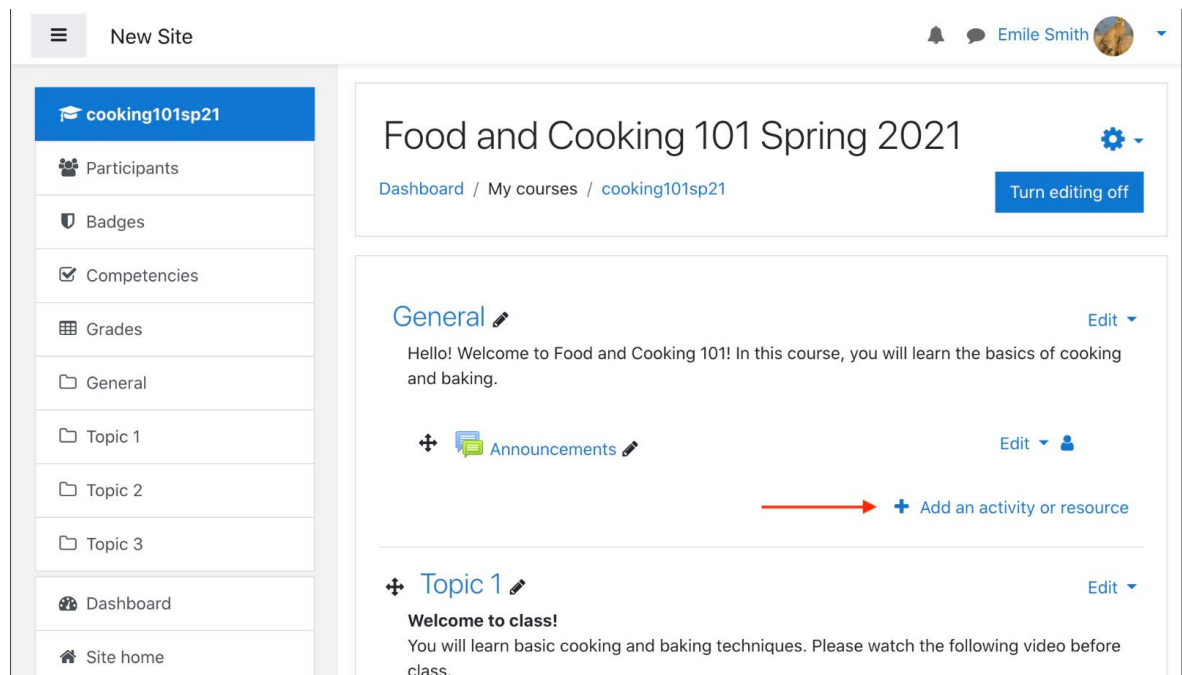 New Site
Emile Smith
cooking101sp21
Participants
Badges
Competencies
Grades
General
Topic 1
Topic 2
Topic 3
Dashboard
Site home
Food and Cooking 101 Spring 2021
Dashboard / My courses / cooking101sp21
Turn editing off
General
Edit
Hello! Welcome to Food and Cooking 101! In this course, you will learn the basics of cooking
and baking.
Announcements
Edit
Add an activity or resource
Topic 1
Edit
Welcome to class!
You will learn basic cooking and baking techniques. Please watch the following video before
class.